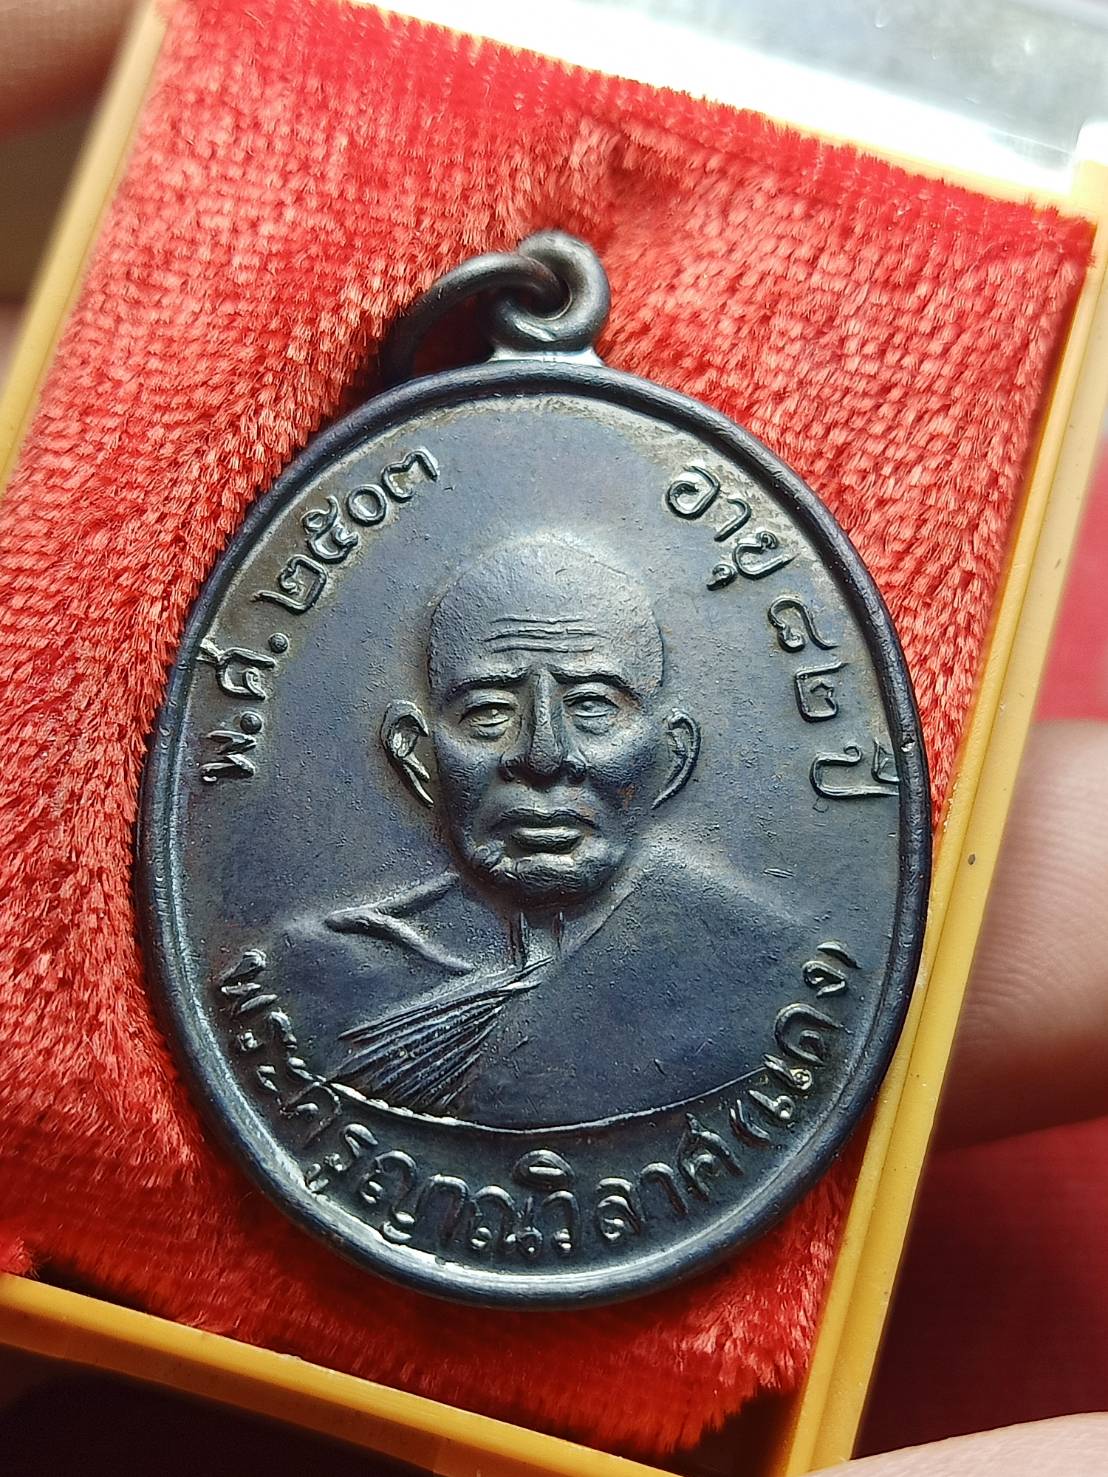 พ.ศ. ๒๕๐๓
อายุ ๘๒ ปี
พระครูญาณวิลาศ (แดง)